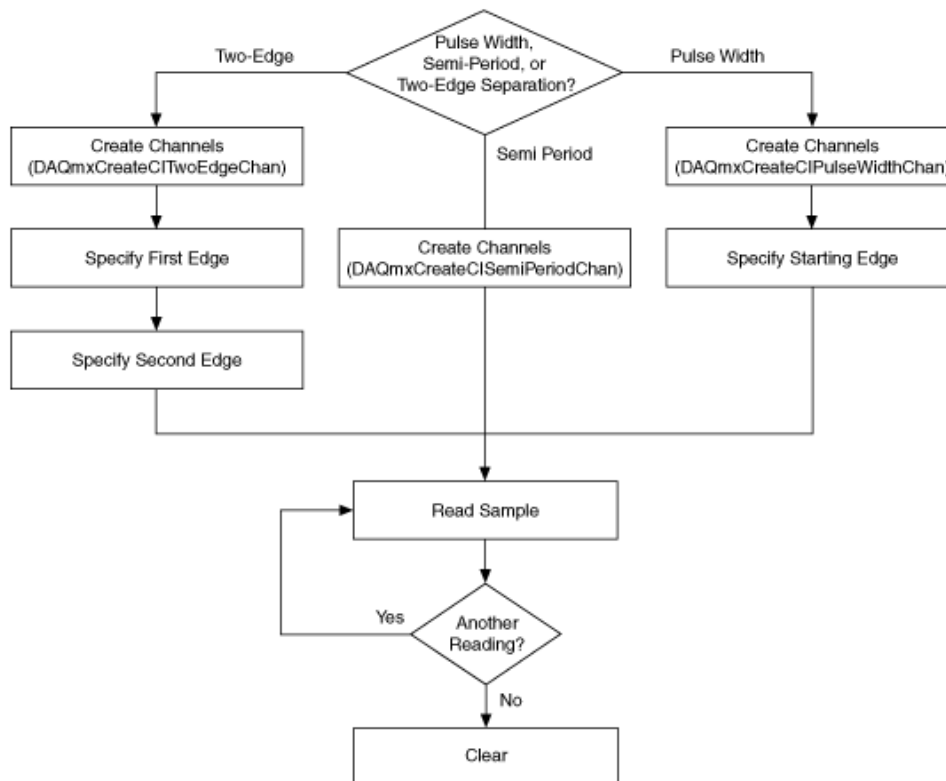 Pulse Width,
Semi-Period, or
Two-Edge Separation?
Two-Edge
Pulse Width
Semi Period
Create Channels
(DAQmxCreateCITwoEdgeChan)
Create Channels
(DAQmxCreateCIPulseWidthChan)
Specify First Edge
Create Channels
(DAQmxCreateCISemiPeriodChan)
Specify Starting Edge
Specify Second Edge
Read Sample
Yes
Another
Reading?
No
Clear